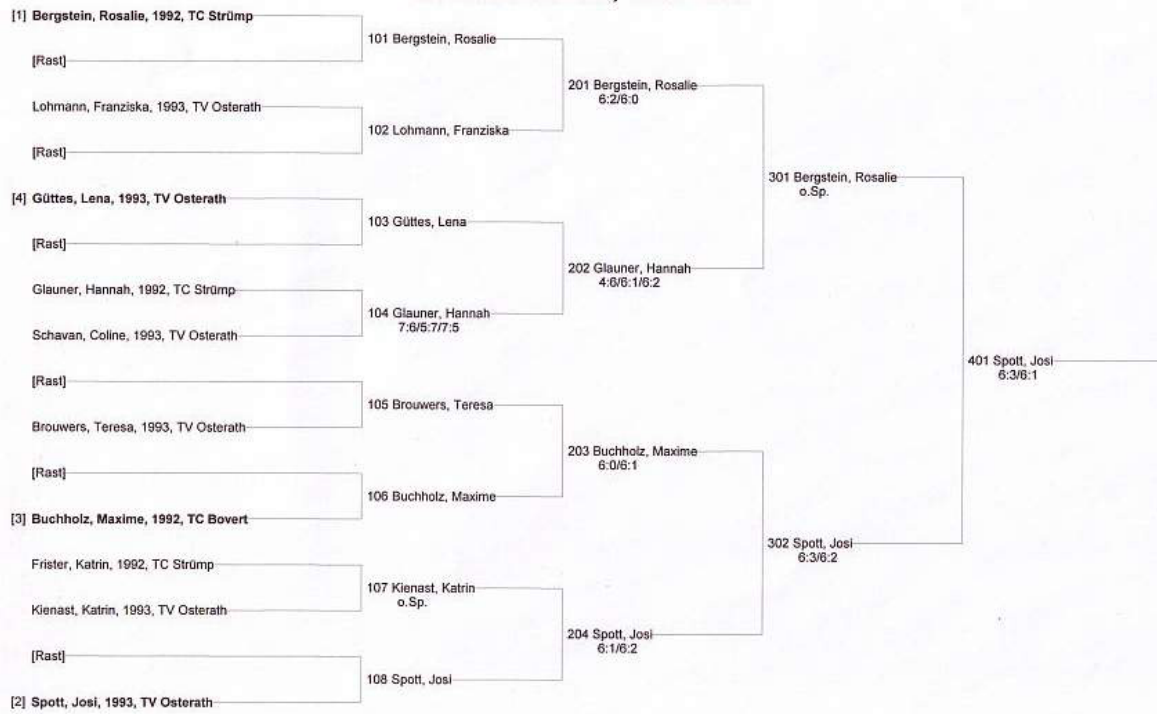 [1] Bergstein, Rosalie, 1992, TC Strümp
[Rast]
Lohmann, Franziska, 1993, TV Osterath
[Rast]
[4] Güttes, Lena, 1993, TV Osterath
[Rast]
Glauner, Hannah, 1992, TC Strümp
Schavan, Coline, 1993, TV Osterath
[Rast]
Brouwers, Teresa, 1993, TV Osterath
[Rast]
[3] Buchholz, Maxime, 1992, TC Bovert
Frister, Katrin, 1992, TC Strümp
Kienast, Katrin, 1993, TV Osterath
[Rast]
[2] Spott, Josi, 1993, TV Osterath
101 Bergstein, Rosalie
102 Lohmann, Franziska
103 Güttes, Lena
104 Glauner, Hannah
7:6/5:7/7:5
105 Brouwers, Teresa
106 Buchholz, Maxime
107 Kienast, Katrin
o.Sp.
108 Spott, Josi
201 Bergstein, Rosalie
6:2/6:0
202 Glauner, Hannah
4:6/6:1/6:2
203 Buchholz, Maxime
6:0/6:1
204 Spott, Josi
6:1/6:2
301 Bergstein, Rosalie
o.Sp.
302 Spott, Josi
6:3/6:2
401 Spott, Josi
6:3/6:1